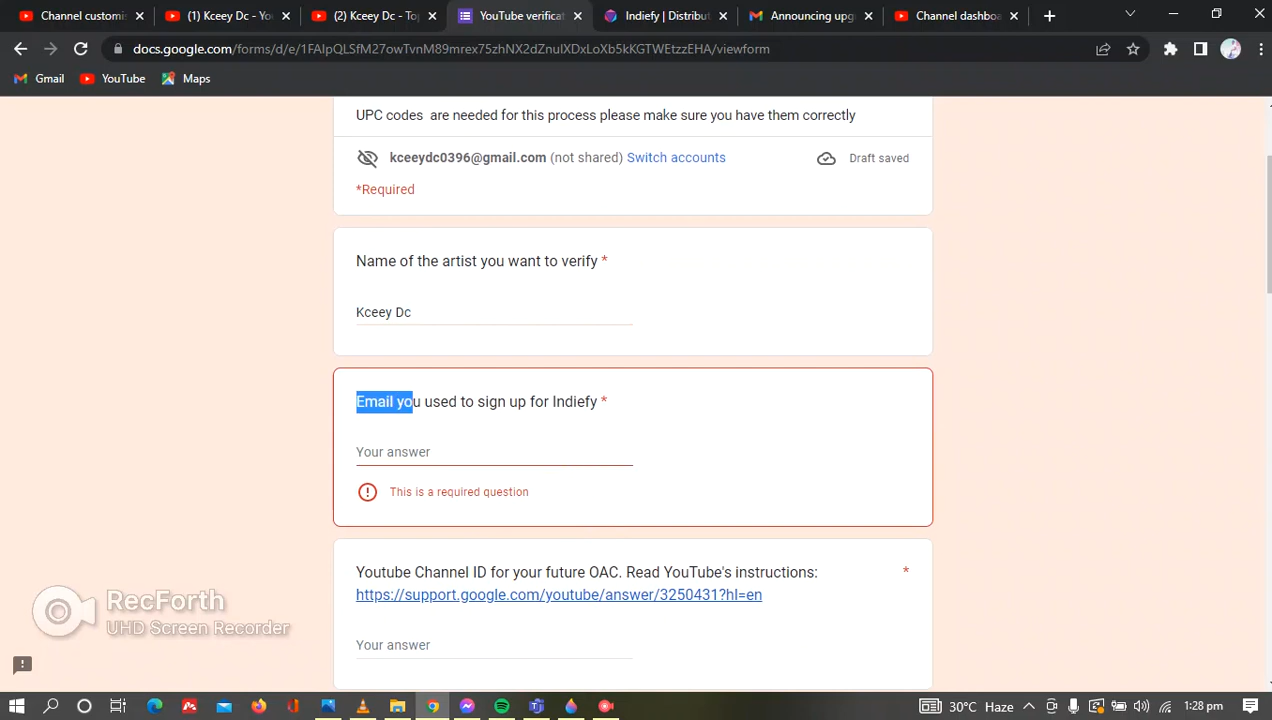 Channel customis
(1) Kceey Dc - Yo
(2) Kceey Dc - Top
YouTube verificat
Indiefy | Distribut
Announcing upg
Channel dashboa
docs.google.com/forms/d/e/1FAIpQLSfM27owTvnM89mrex75zhNX2dZnulXDxLoXb5kKGTWEtzzEHA/viewform
Gmail
YouTube
Maps
UPC codes are needed for this process please make sure you have them correctly
kceeydc0396@gmail.com (not shared) Switch accounts
Draft saved
*Required
Name of the artist you want to verify *
Kceey Dc
Email you used to sign up for Indiefy *
Your answer
This is a required question
Youtube Channel ID for your future OAC. Read YouTube's instructions: *
https://support.google.com/youtube/answer/3250431?hl=en
Your answer
RecForth
UHD Screen Recorder
30°C Haze
1:28 pm